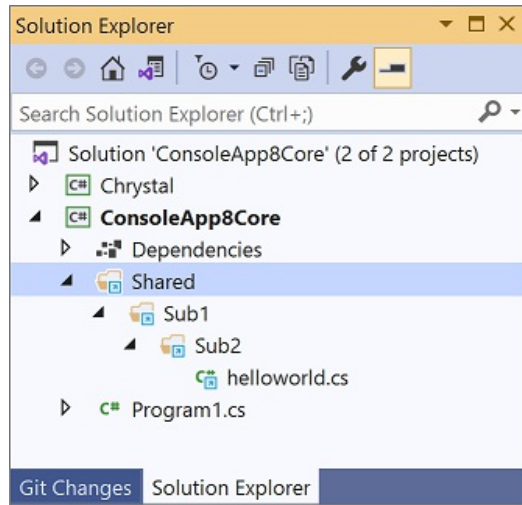 Solution Explorer
Search Solution Explorer (Ctrl+;)
Solution 'ConsoleApp8Core' (2 of 2 projects)
C# Chrystal
C# ConsoleApp8Core
Dependencies
Shared
Sub1
Sub2
C# helloworld.cs
C# Program1.cs
Git Changes Solution Explorer